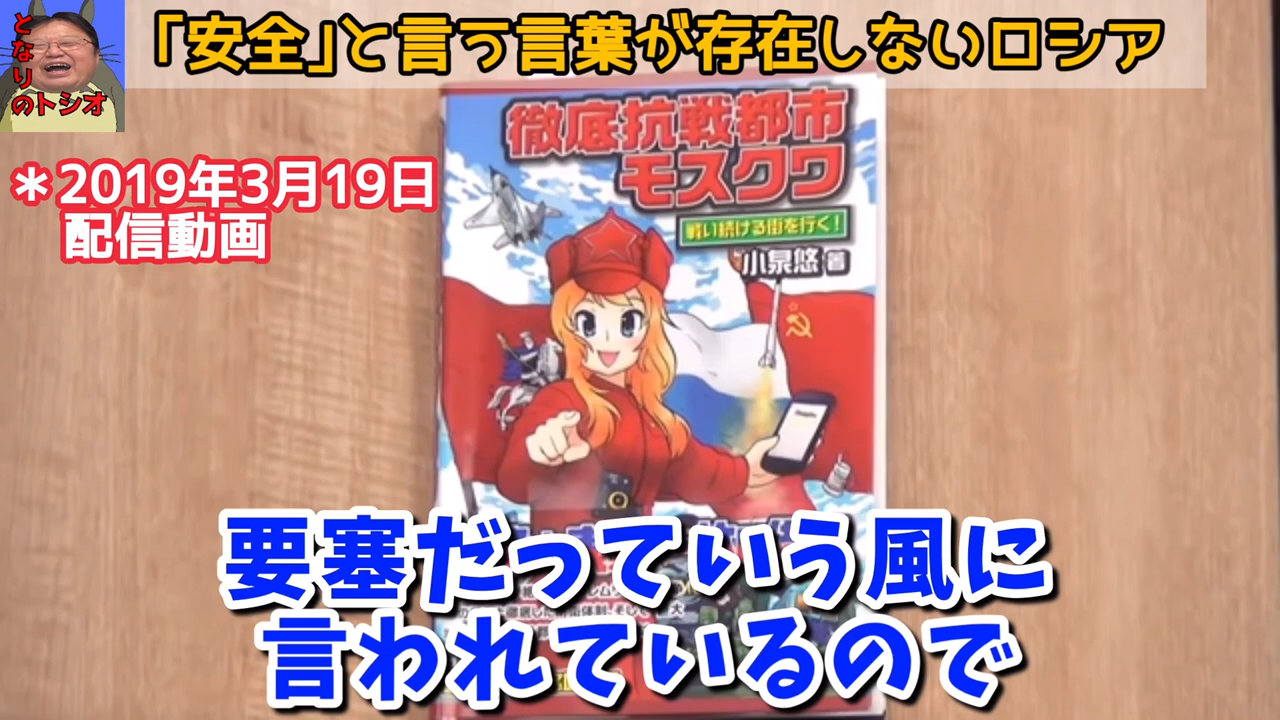 となりのトシオ
「安全」と言う言葉が存在しないロシア
＊2019年3月19日
配信動画
徹底抗戦都市
モスクワ
戦い続ける街を行く!
小泉悠 著
要塞だっていう風に
言われているので